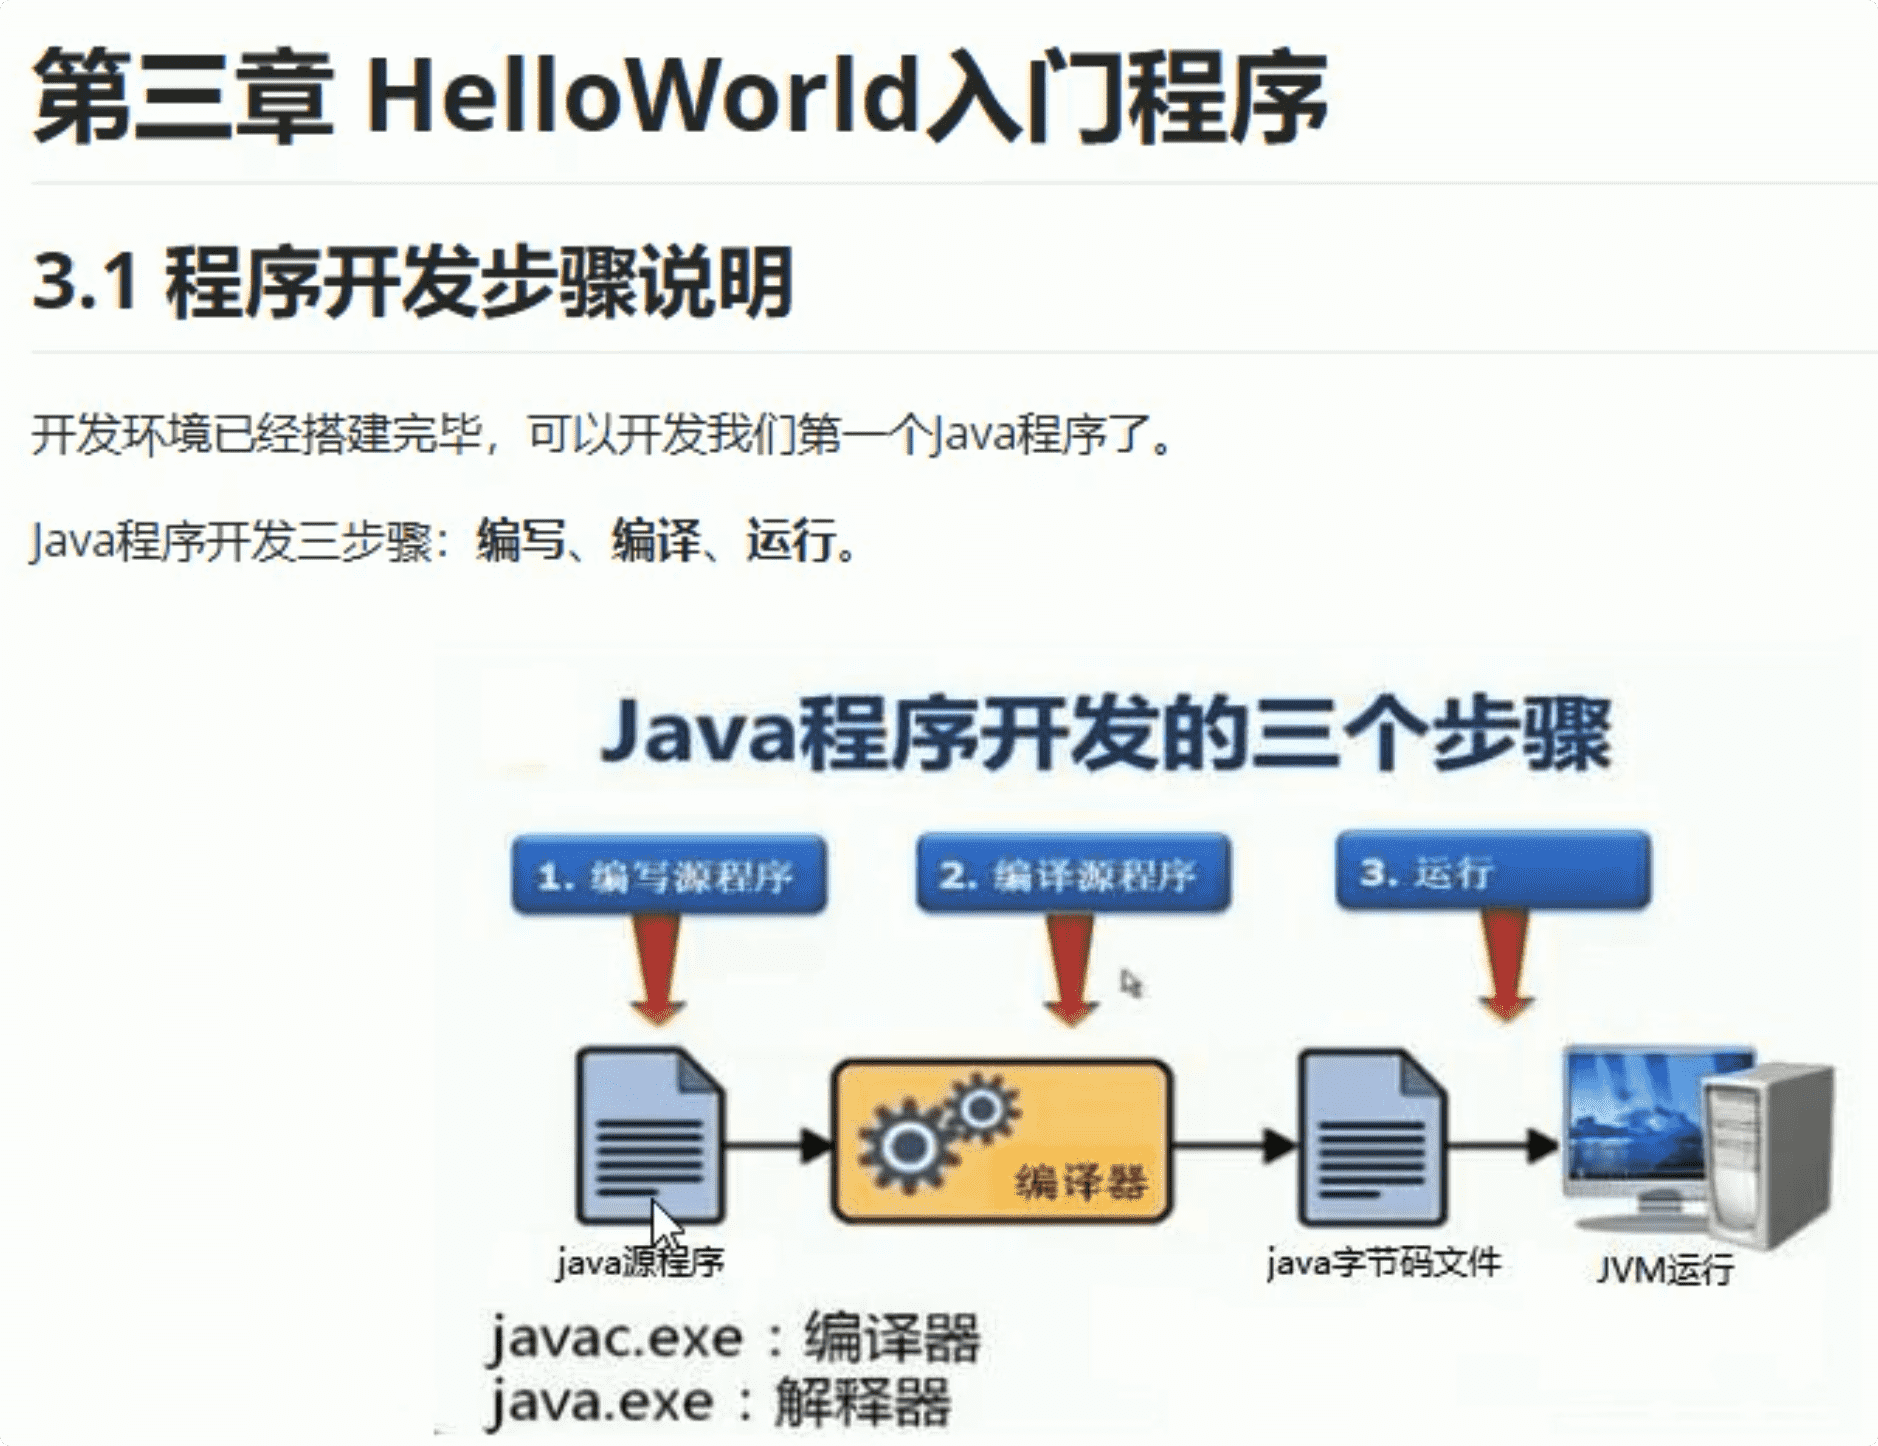 第三章 HelloWorld入门程序
3.1 程序开发步骤说明
开发环境已经搭建完毕，可以开发我们第一个Java程序了。
Java程序开发三步骤：编写、编译、运行。
Java程序开发的三个步骤
1. 编写源程序
2. 编译源程序
3. 运行
编译器
java源程序
java字节码文件
JVM运行
javac.exe：编译器
java.exe：解释器